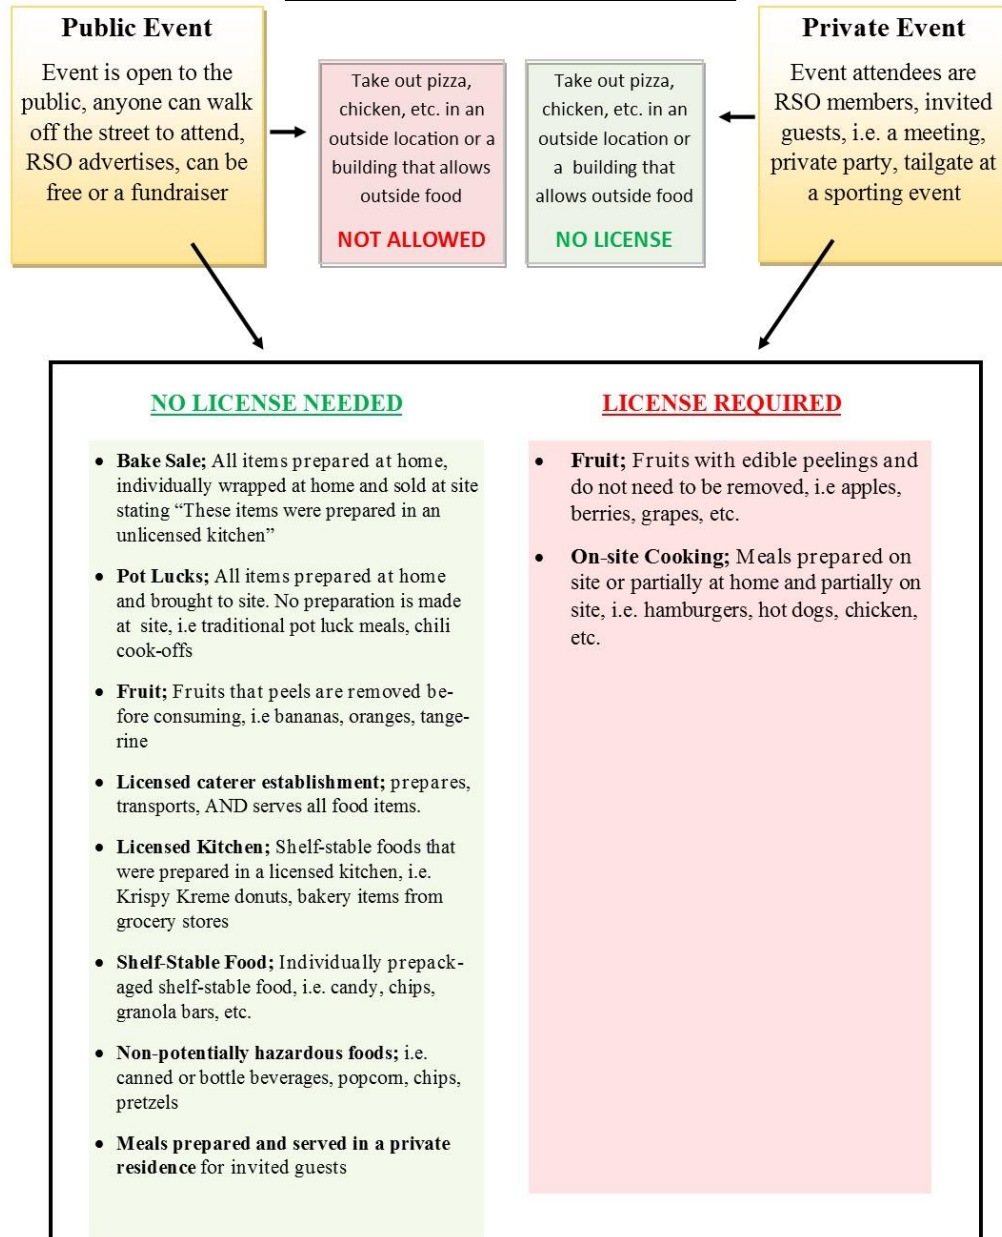 Public Event
Event is open to the
public, anyone can walk
off the street to attend,
RSO advertises, can be
free or a fundraiser
Take out pizza,
chicken, etc. in an
outside location or a
building that allows
outside food
NOT ALLOWED
Take out pizza,
chicken, etc. in an
outside location or
a building that
allows outside food
NO LICENSE
Private Event
Event attendees are
RSO members, invited
guests, i.e. a meeting,
private party, tailgate at
a sporting event
NO LICENSE NEEDED
• Bake Sale; All items prepared at home,
individually wrapped at home and sold at site
stating “These items were prepared in an
unlicensed kitchen”
• Pot Lucks; All items prepared at home
and brought to site. No preparation is made
at site, i.e traditional pot luck meals, chili
cook-offs
• Fruit; Fruits that peels are removed be-
fore consuming, i.e bananas, oranges, tange-
rine
• Licensed caterer establishment; prepares,
transports, AND serves all food items.
• Licensed Kitchen; Shelf-stable foods that
were prepared in a licensed kitchen, i.e.
Krispy Kreme donuts, bakery items from
grocery stores
• Shelf-Stable Food; Individually prepack-
aged shelf-stable food, i.e. candy, chips,
granola bars, etc.
• Non-potentially hazardous foods; i.e.
canned or bottle beverages, popcorn, chips,
pretzels
• Meals prepared and served in a private
residence for invited guests
LICENSE REQUIRED
• Fruit; Fruits with edible peelings and
do not need to be removed, i.e apples,
berries, grapes, etc.
• On-site Cooking; Meals prepared on
site or partially at home and partially on
site, i.e. hamburgers, hot dogs, chicken,
etc.